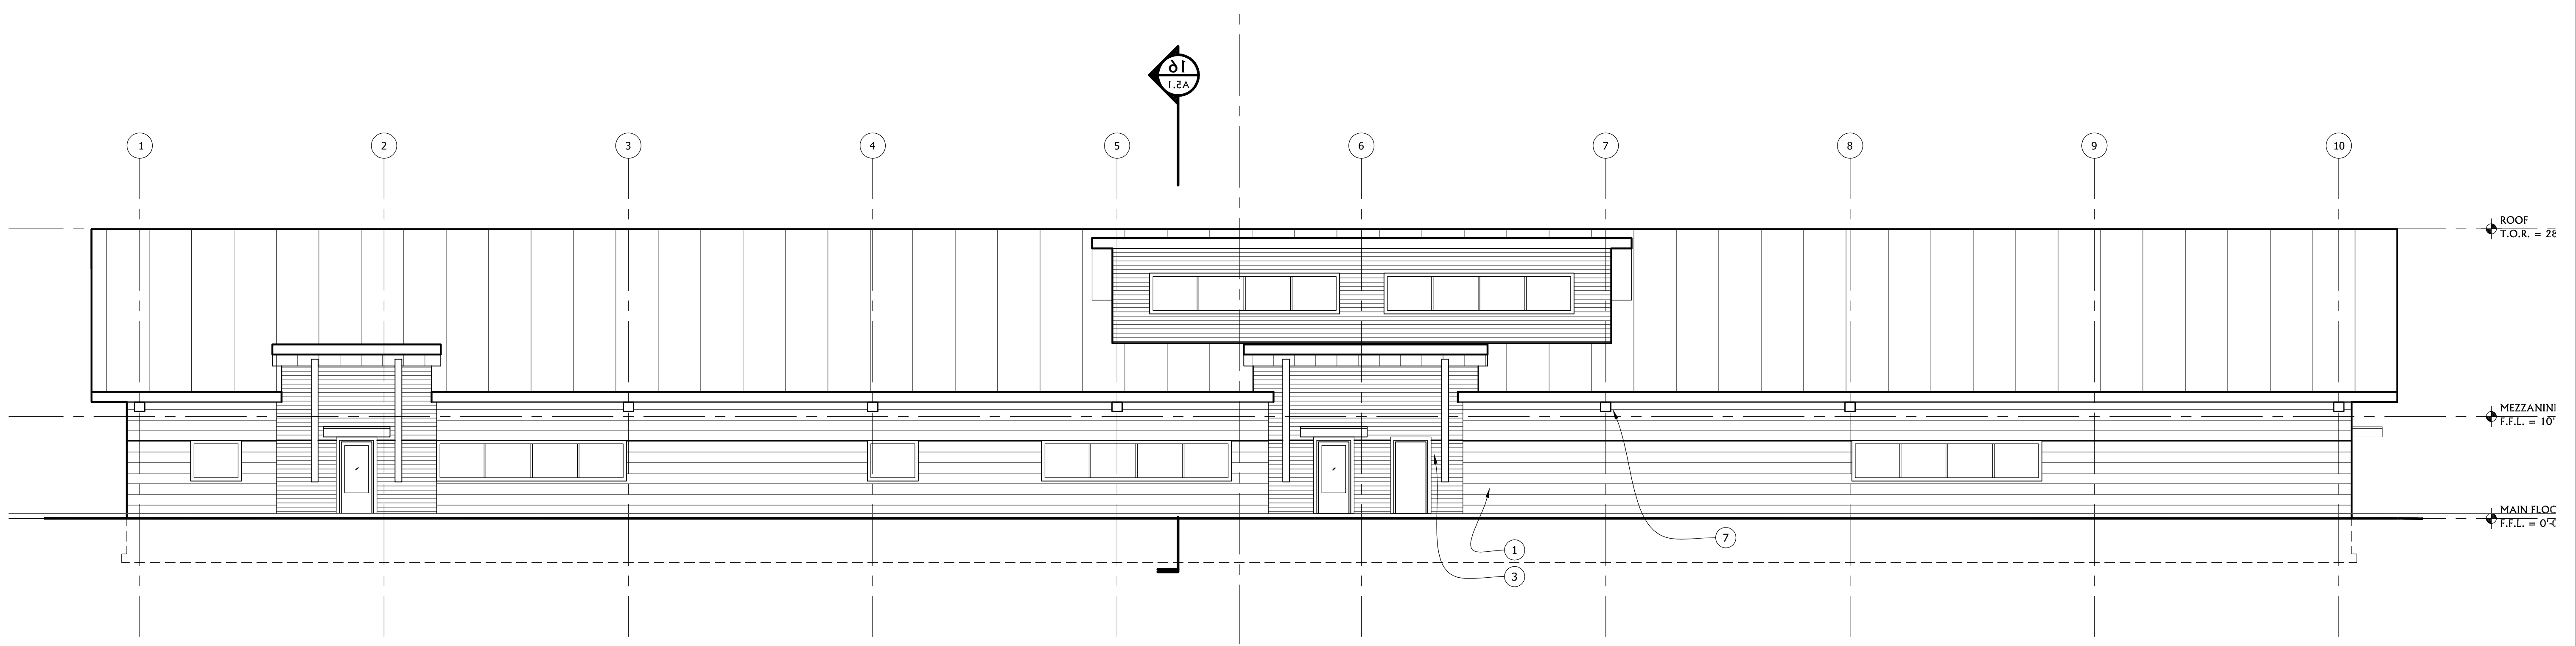 16
A5.1
1 2 3 4 5 6 7 8 9 10
ROOF
T.O.R. = 28
MEZZANIN
F.F.L. = 10'
MAIN FLOO
F.F.L. = 0'-0
7
1
3